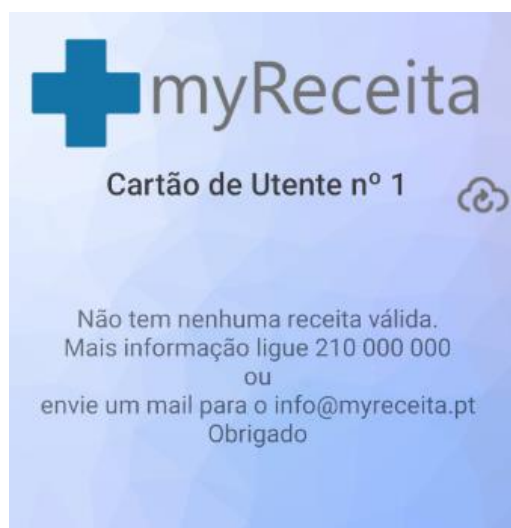 myReceita
Cartão de Utente nº 1
Não tem nenhuma receita válida.
Mais informação ligue 210 000 000
ou
envie um mail para o info@myreceita.pt
Obrigado